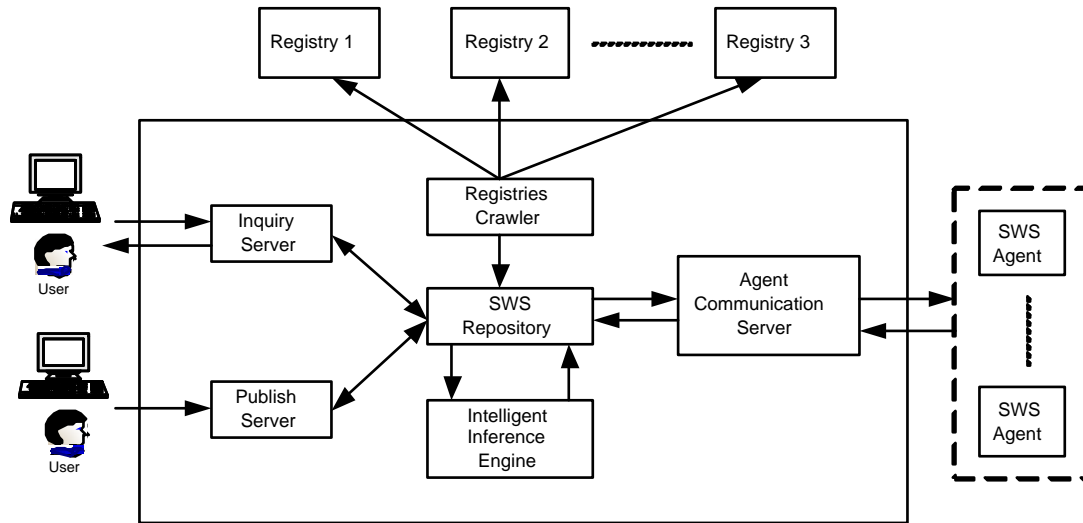 Registry 1
Registry 2
Registry 3
Registries
Crawler
Inquiry
Server
User
SWS
Repository
Agent
Communication
Server
SWS
Agent
Publish
Server
User
Intelligent
Inference
Engine
SWS
Agent